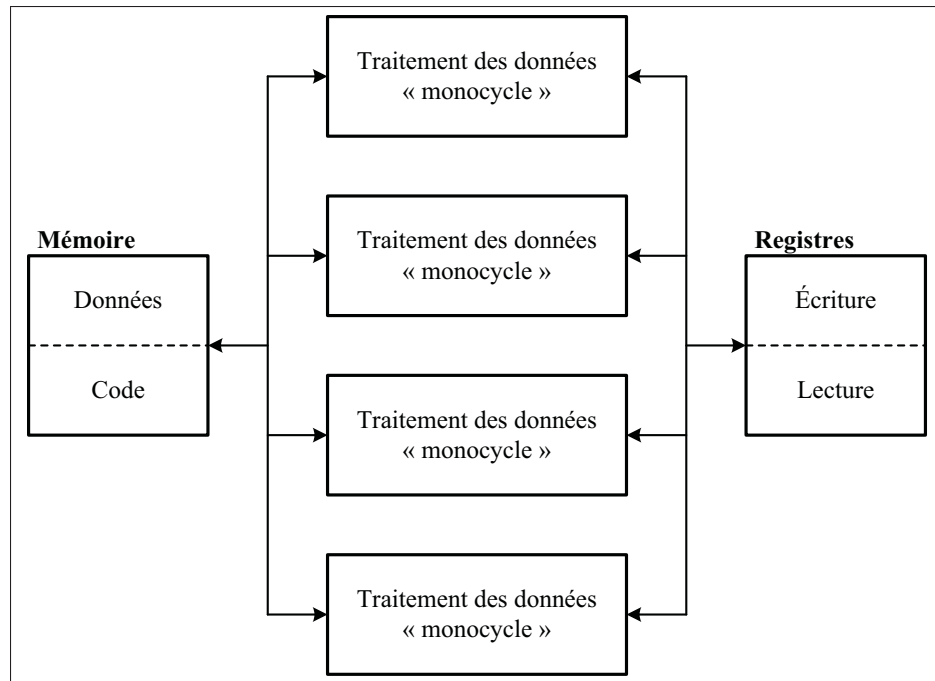 Traitement des données
« monocycle »
Traitement des données
« monocycle »
Mémoire
Données
Code
Registres
Écriture
Lecture
Traitement des données
« monocycle »
Traitement des données
« monocycle »